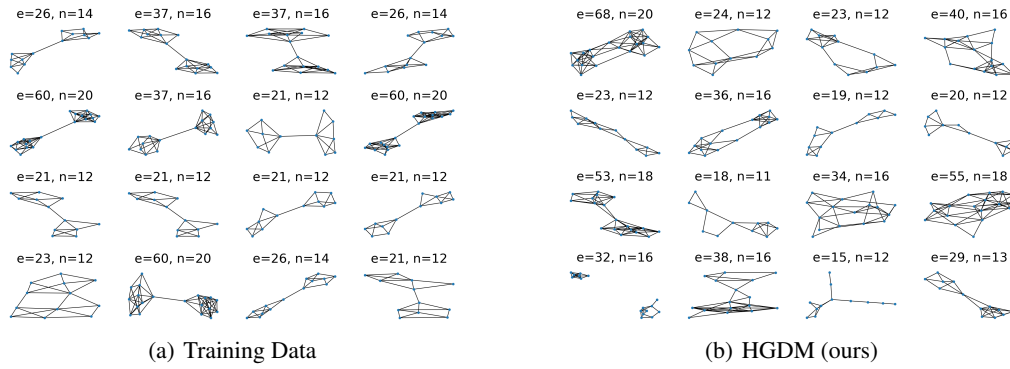 e=26, n=14 e=37, n=16 e=37, n=16 e=26, n=14 e=68, n=20 e=24, n=12 e=23, n=12 e=40, n=16
e=60, n=20 e=37, n=16 e=21, n=12 e=60, n=20 e=23, n=12 e=36, n=16 e=19, n=12 e=20, n=12
e=21, n=12 e=21, n=12 e=21, n=12 e=21, n=12 e=53, n=18 e=18, n=11 e=34, n=16 e=55, n=18
e=23, n=12 e=60, n=20 e=26, n=14 e=21, n=12 e=32, n=16 e=38, n=16 e=15, n=12 e=29, n=13
(a) Training Data (b) HGDM (ours)